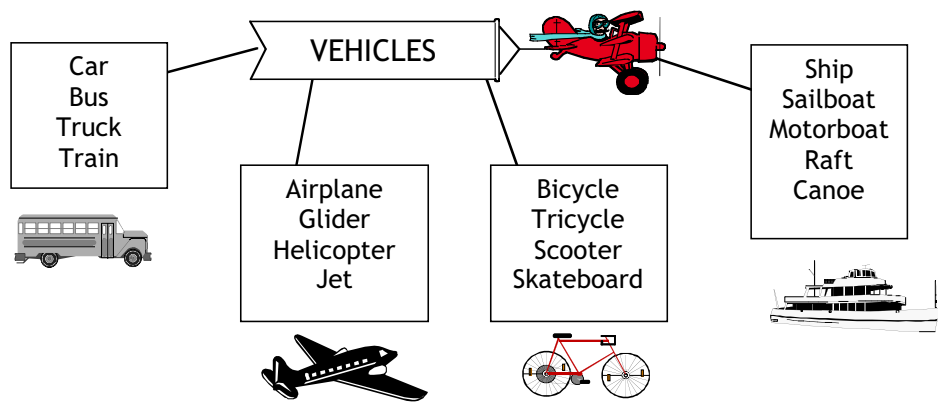 VEHICLES
Car
Bus
Truck
Train
Airplane
Glider
Helicopter
Jet
Bicycle
Tricycle
Scooter
Skateboard
Ship
Sailboat
Motorboat
Raft
Canoe